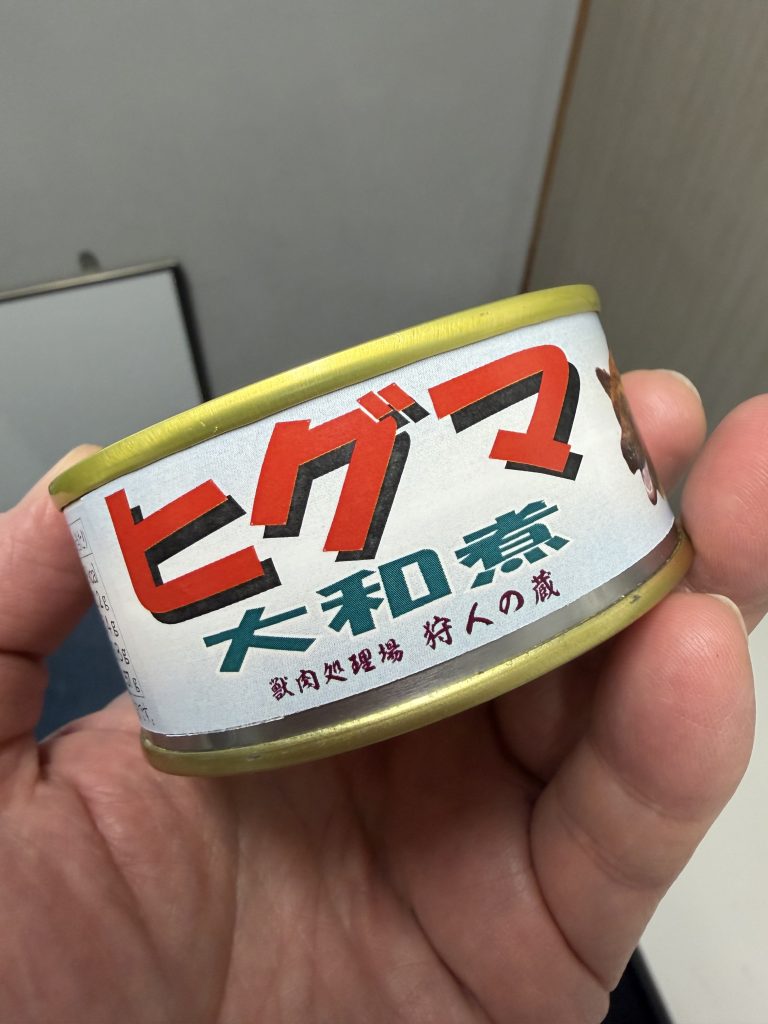 ヒグマ
大和煮
獣肉処理場 狩人の蔵